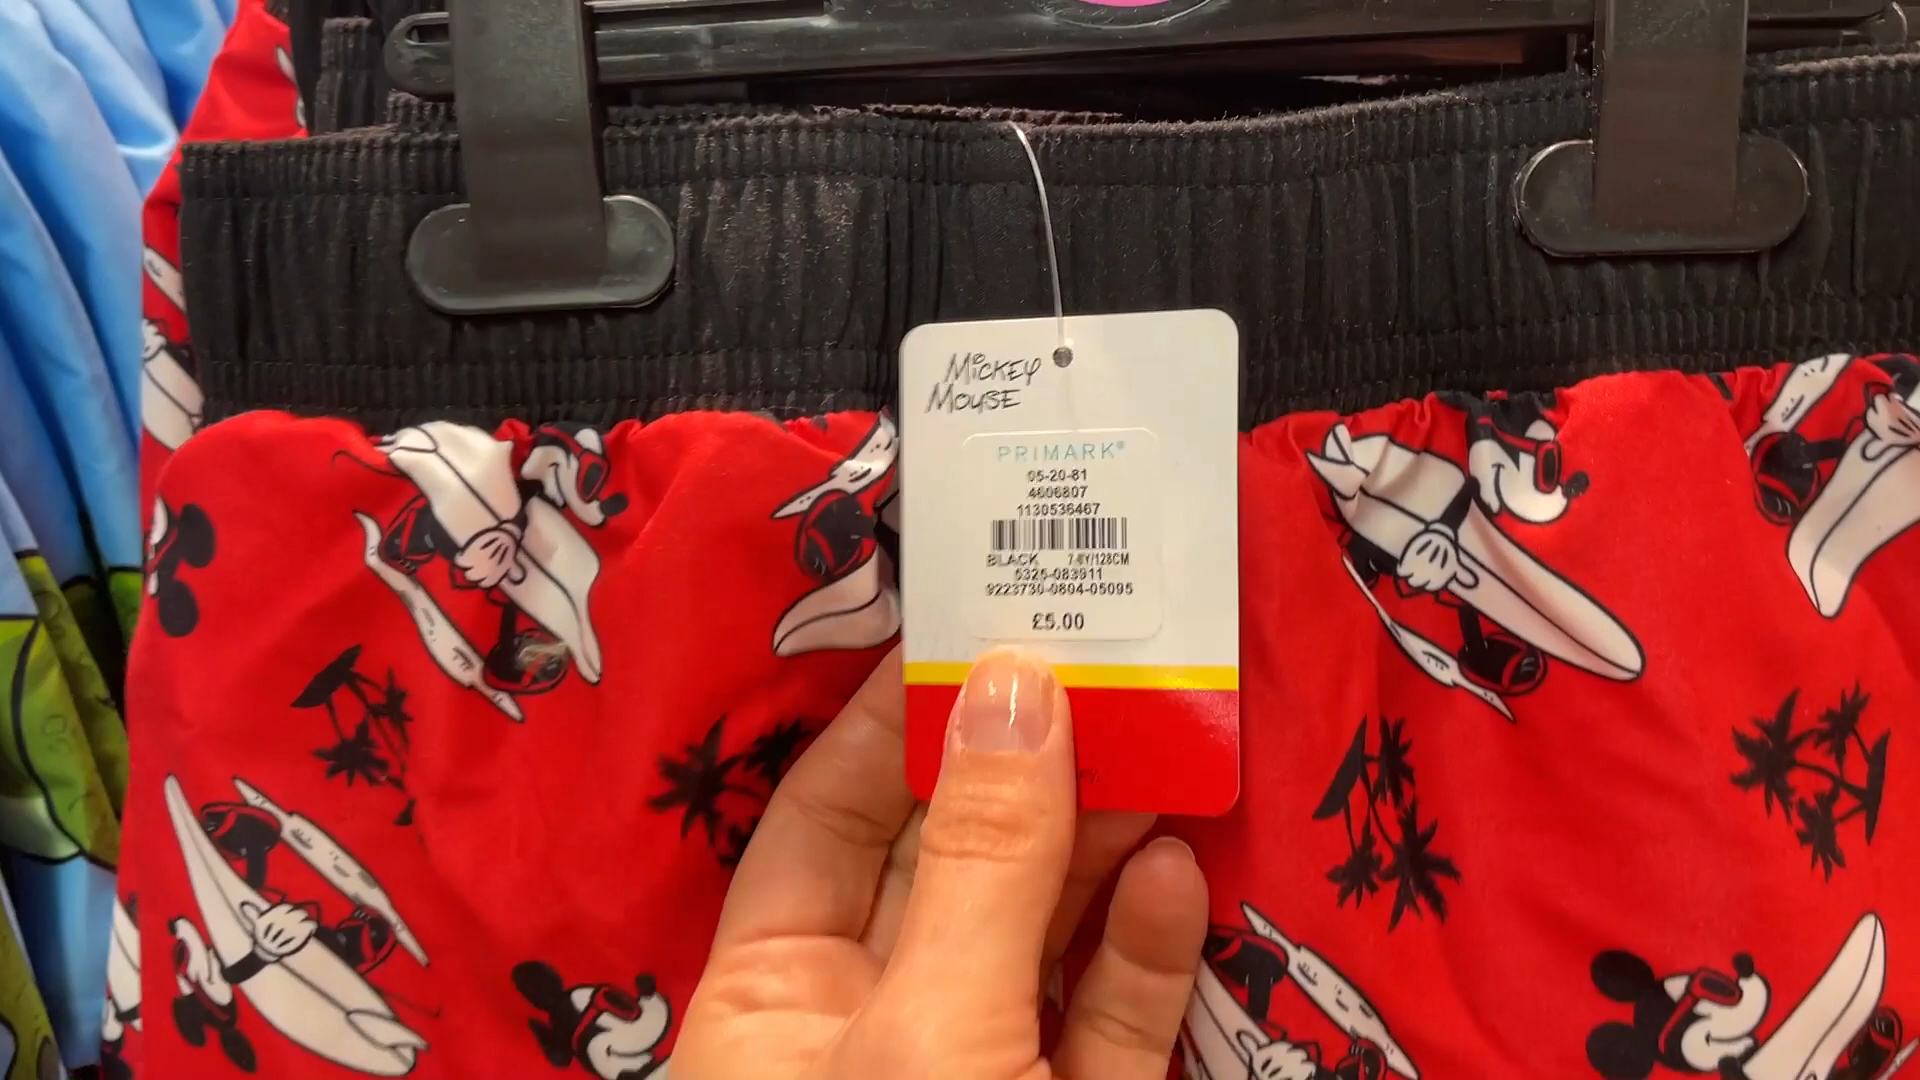 Mickey
Mouse
PRIMARK®
05-20-81
4606807
1130536467
BLACK 7-8Y/128CM
5325-083911
9223730-0804-05095
£5.00